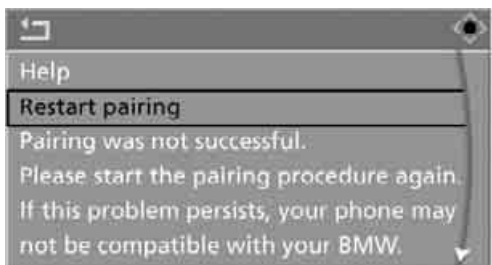 Help
Restart pairing
Pairing was not successful.
Please start the pairing procedure again.
If this problem persists, your phone may
not be compatible with your BMW.